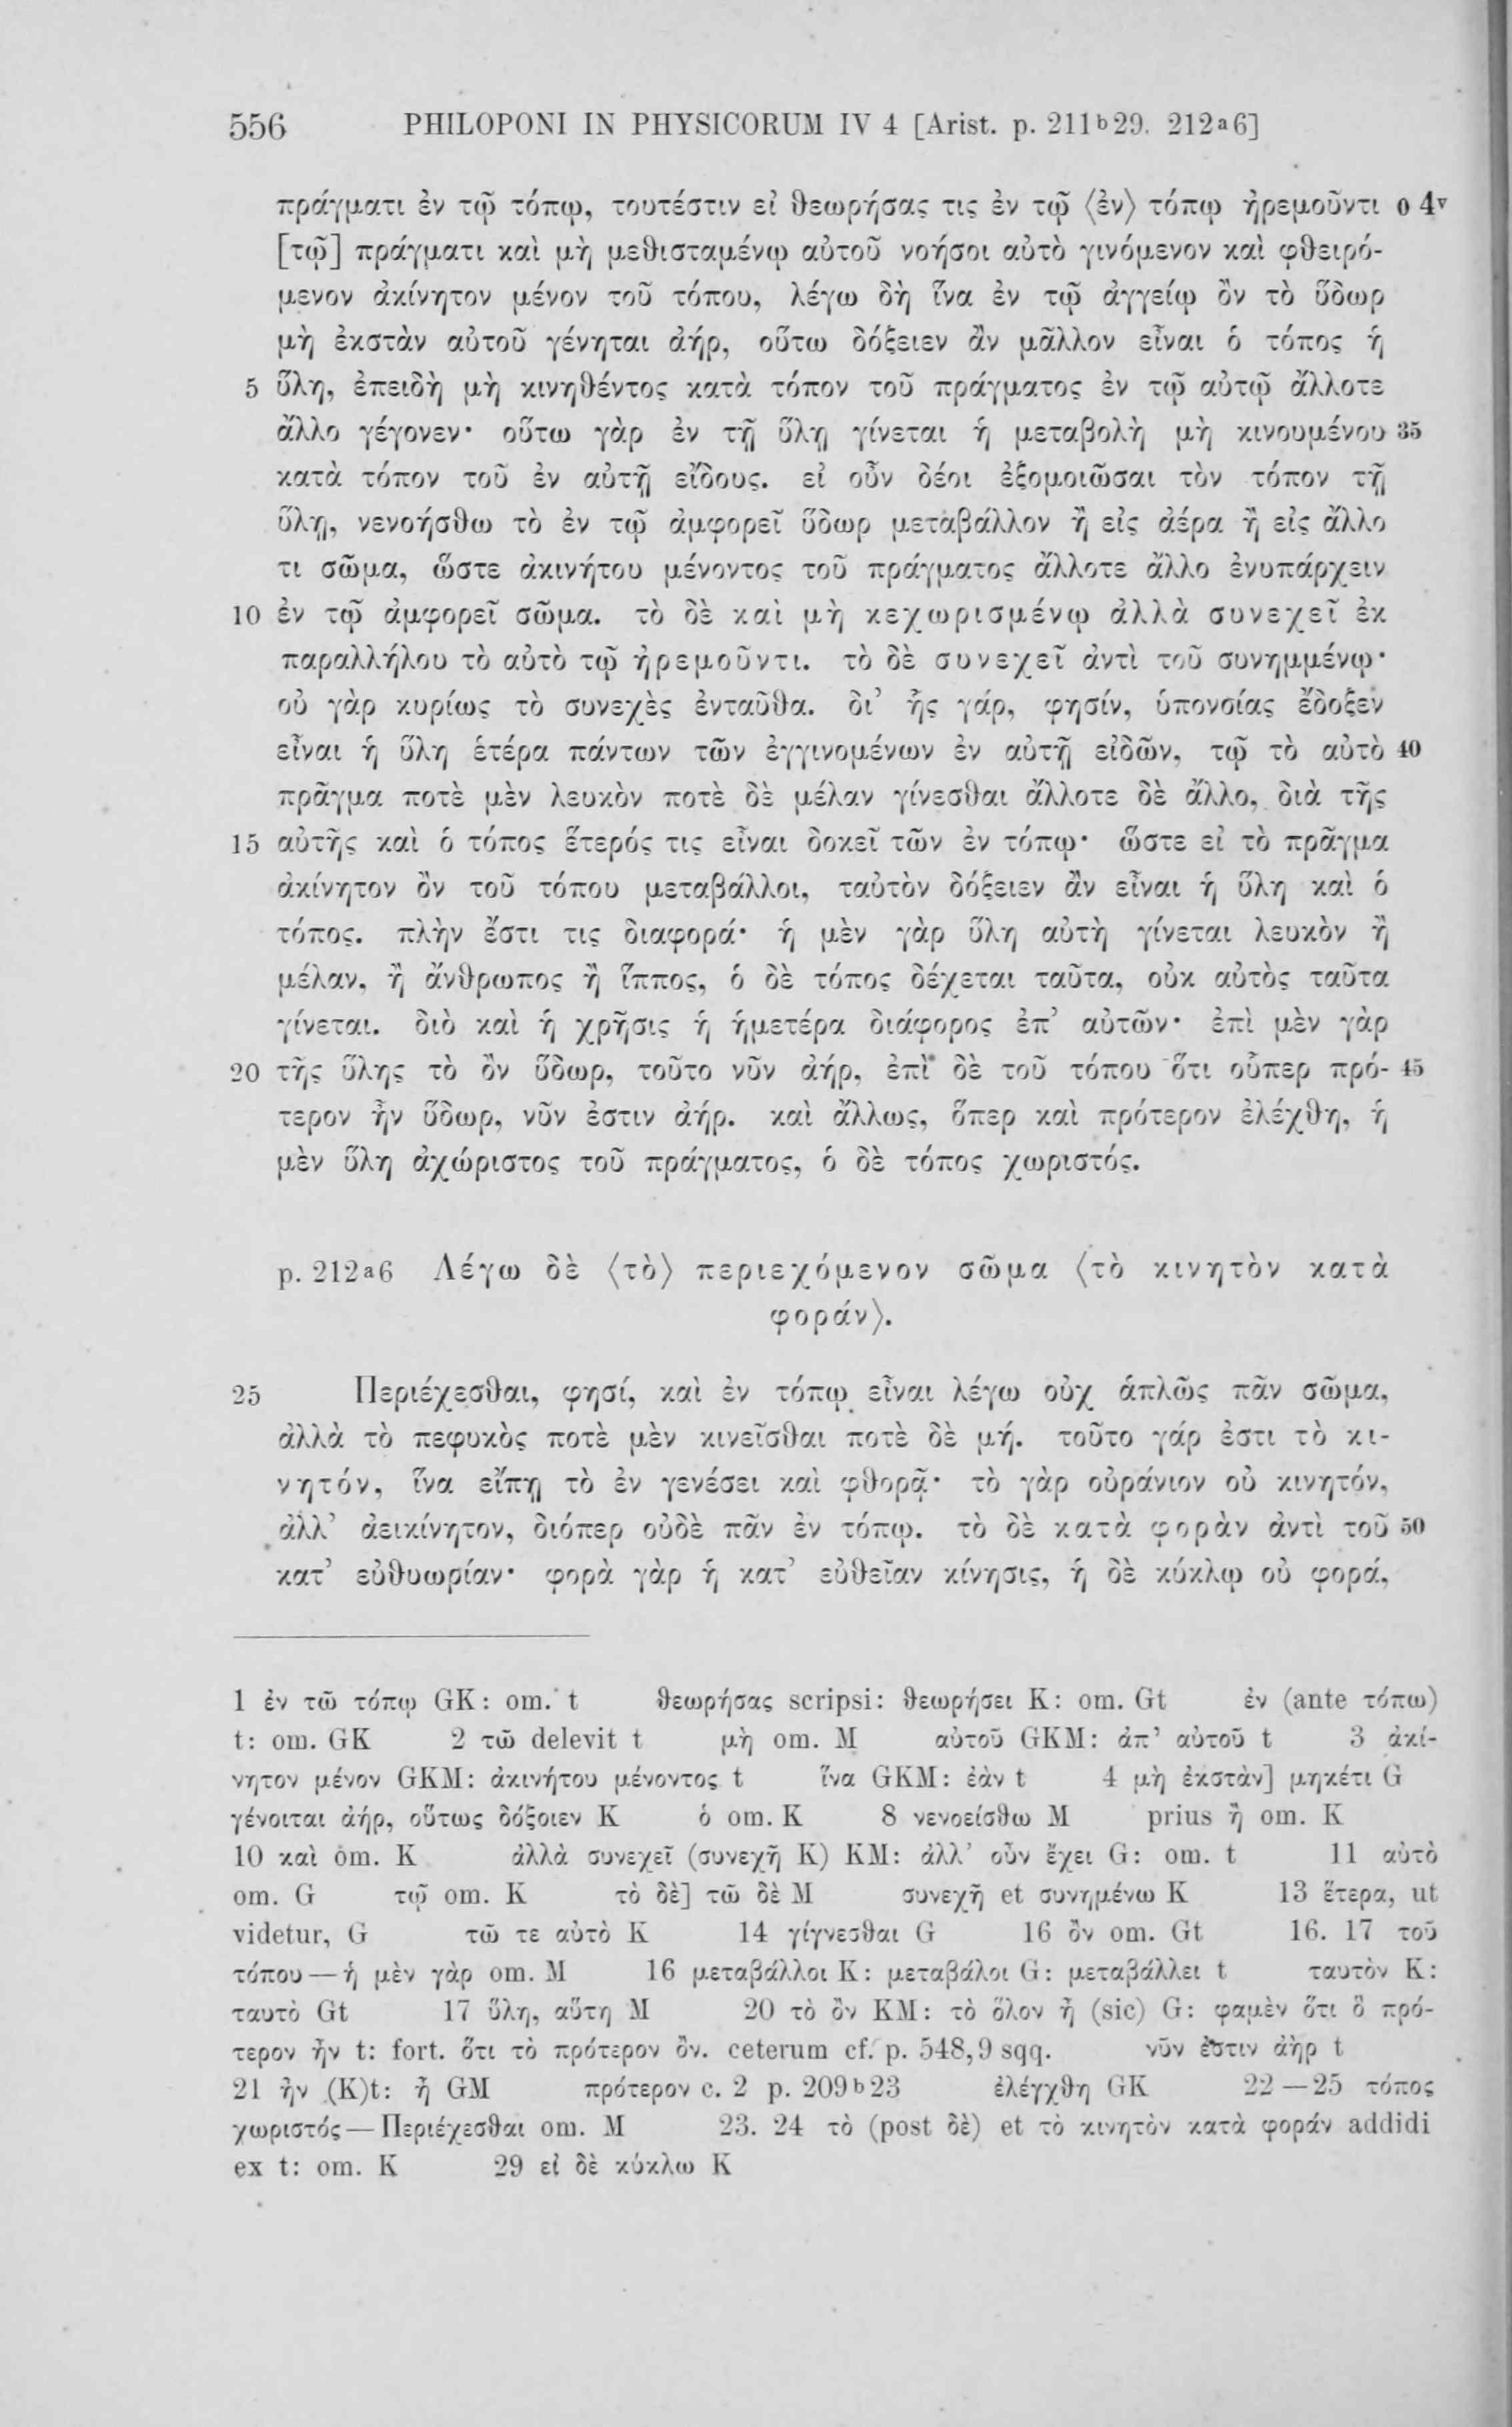 556 PHILOPONI IN PHYSICORUM IV 4 [Arist. p. 211b29. 212a6]
πράγματι ἐν τῷ τόπῳ, τουτέστιν εἰ θεωρήσας τις ἐν τῷ ⟨ἐν⟩ τόπῳ ἠρεμοῦντι ο 4v
[τῷ] πράγματι καὶ μὴ μεθισταμένῳ αὐτοῦ νοήσοι αὐτὸ γινόμενον καὶ φθειρό-
μενον ἀκίνητον μένον τοῦ τόπου, λέγω δὴ ἵνα ἐν τῷ ἀγγείῳ ὂν τὸ ὕδωρ
μὴ ἐκστὰν αὐτοῦ γένηται ἀήρ, οὕτω δόξειεν ἂν μᾶλλον εἶναι ὁ τόπος ἡ
5 ὕλη, ἐπειδὴ μὴ κινηθέντος κατὰ τόπον τοῦ πράγματος ἐν τῷ αὐτῷ ἄλλοτε
ἄλλο γέγονεν· οὕτω γὰρ ἐν τῇ ὕλῃ γίνεται ἡ μεταβολὴ μὴ κινουμένου 35
κατὰ τόπον τοῦ ἐν αὐτῇ εἴδους. εἰ οὖν δέοι ἐξομοιῶσαι τὸν τόπον τῇ
ὕλῃ, νενοήσθω τὸ ἐν τῷ ἀμφορεῖ ὕδωρ μεταβάλλον ἢ εἰς ἀέρα ἢ εἰς ἄλλο
τι σῶμα, ὥστε ἀκινήτου μένοντος τοῦ πράγματος ἄλλοτε ἄλλο ἐνυπάρχειν
10 ἐν τῷ ἀμφορεῖ σῶμα. τὸ δὲ καὶ μὴ κεχωρισμένῳ ἀλλὰ συνεχεῖ ἐκ
παραλλήλου τὸ αὐτὸ τῷ ἠρεμοῦντι. τὸ δὲ συνεχεῖ ἀντὶ τοῦ συνημμένῳ·
οὐ γὰρ κυρίως τὸ συνεχὲς ἐνταῦθα. δι’ ἧς γάρ, φησίν, ὑπονοίας ἔδοξεν
εἶναι ἡ ὕλη ἑτέρα πάντων τῶν ἐγγινομένων ἐν αὐτῇ εἰδῶν, τῷ τὸ αὐτὸ 40
πρᾶγμα ποτὲ μὲν λευκὸν ποτὲ δὲ μέλαν γίνεσθαι ἄλλοτε δὲ ἄλλο, διὰ τῆς
15 αὐτῆς καὶ ὁ τόπος ἕτερός τις εἶναι δοκεῖ τῶν ἐν τόπῳ· ὥστε εἰ τὸ πρᾶγμα
ἀκίνητον ὂν τοῦ τόπου μεταβάλλοι, ταὐτὸν δόξειεν ἂν εἶναι ἡ ὕλη καὶ ὁ
τόπος. πλὴν ἔστι τις διαφορά· ἡ μὲν γὰρ ὕλη αὐτὴ γίνεται λευκὸν ἢ
μέλαν, ἢ ἄνθρωπος ἢ ἵππος, ὁ δὲ τόπος δέχεται ταῦτα, οὐκ αὐτὸς ταῦτα
γίνεται. διὸ καὶ ἡ χρῆσις ἡ ἡμετέρα διάφορος ἐπ’ αὐτῶν· ἐπὶ μὲν γὰρ
20 τῆς ὕλης τὸ ὂν ὕδωρ, τοῦτο νῦν ἀήρ, ἐπὶ δὲ τοῦ τόπου ὅτι οὗπερ πρό- 45
τερον ἦν ὕδωρ, νῦν ἐστιν ἀήρ. καὶ ἄλλως, ὅπερ καὶ πρότερον ἐλέχθη, ἡ
μὲν ὕλη ἀχώριστος τοῦ πράγματος, ὁ δὲ τόπος χωριστός.
p. 212a6 Λέγω δὲ ⟨τὸ⟩ περιεχόμενον σῶμα ⟨τὸ κινητὸν κατὰ
φοράν⟩.
25 Περιέχεσθαι, φησί, καὶ ἐν τόπῳ εἶναι λέγω οὐχ ἁπλῶς πᾶν σῶμα,
ἀλλὰ τὸ πεφυκὸς ποτὲ μὲν κινεῖσθαι ποτὲ δὲ μή. τοῦτο γάρ ἐστι τὸ κι-
νητόν, ἵνα εἴπῃ τὸ ἐν γενέσει καὶ φθορᾷ· τὸ γὰρ οὐράνιον οὐ κινητόν,
ἀλλ’ ἀεικίνητον, διόπερ οὐδὲ πᾶν ἐν τόπῳ. τὸ δὲ κατὰ φορὰν ἀντὶ τοῦ 50
κατ’ εὐθυωρίαν· φορὰ γὰρ ἡ κατ’ εὐθεῖαν κίνησις, ἡ δὲ κύκλῳ οὐ φορά,
1 ἐν τῶ τόπῳ GK: om. t θεωρήσας scripsi: θεωρήσει K: om. Gt ἐν (ante τόπω)
t: om. GK 2 τῶ delevit t μὴ om. M αὐτοῦ GKM: ἀπ’ αὐτοῦ t 3 ἀκί-
νητον μένον GKM: ἀκινήτου μένοντος t ἵνα GKM: ἐὰν t 4 μὴ ἐκστὰν] μηκέτι G
γένοιται ἀήρ, οὕτως δόξοιεν K ὁ om. K 8 νενοείσθω M prius ἢ om. K
10 καὶ om. K ἀλλὰ συνεχεῖ (συνεχῆ K) KM: ἀλλ’ οὖν ἔχει G: om. t 11 αὐτὸ
om. G τῷ om. K τὸ δὲ] τῶ δὲ M συνεχῆ et συνημένω K 13 ἕτερα, ut
videtur, G τῶ τε αὐτὸ K 14 γίγνεσθαι G 16 ὂν om. Gt 16. 17 τοῦ
τόπου — ἡ μὲν γὰρ om. M 16 μεταβάλλοι K: μεταβάλοι G: μεταβάλλει t ταυτὸν K:
ταυτὸ Gt 17 ὕλη, αὕτη M 20 τὸ ὂν KM: τὸ ὅλον ἦ (sic) G: φαμὲν ὅτι ὃ πρό-
τερον ἦν t: fort. ὅτι τὸ πρότερον ὂν. ceterum cf. p. 548,9 sqq. νῦν ἐστιν ἀὴρ t
21 ἦν (K)t: ἦ GM πρότερον c. 2 p. 209b23 ἐλέγχθη GK 22 — 25 τόπος
χωριστός — Περιέχεσθαι om. M 23. 24 τὸ (post δὲ) et τὸ κινητὸν κατὰ φοράν addidi
ex t: om. K 29 εἰ δὲ κύκλω K